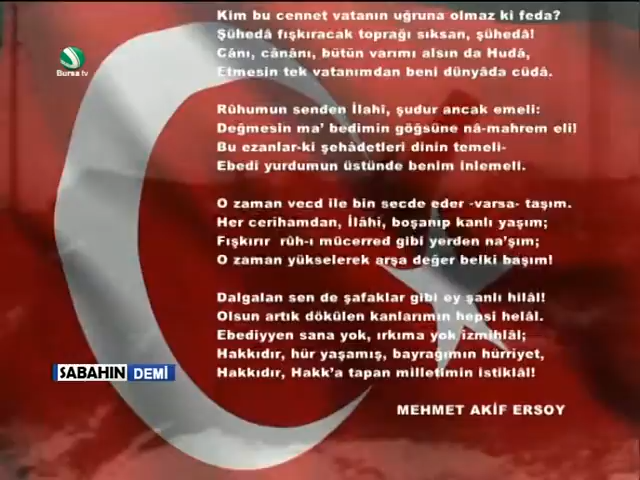 Kim bu cennet vatanın uğruna olmaz ki feda?
Şühedâ fışkıracak toprağı sıksan, şühedâ!
Cânı, cânânı, bütün varımı alsın da Hudâ,
Etmesin tek vatanımdan beni dünyâda cüdâ.
Bursa tv
Rûhumun senden İlahî, şudur ancak emeli:
Değmesin ma' bedimin göğsüne nâ-mahrem eli!
Bu ezanlar-ki şehâdetleri dinin temeli-
Ebedî yurdumun üstünde benim inlemeli.
O zaman vecd ile bin secde eder -varsa- taşım.
Her cerîhamdan, İlâhî, boşanıp kanlı yaşım;
Fışkırır rûh-ı mücerred gibi yerden na'şım;
O zaman yükselerek arşa değer belki başım!
Dalgalan sen de şafaklar gibi ey şanlı hilâl!
Olsun artık dökülen kanlarımın hepsi helâl.
Ebediyyen sana yok, ırkıma yok izmihlâl;
Hakkıdır, hür yaşamış, bayrağımın hürriyet,
Hakkıdır, Hakk'a tapan milletimin istiklâl!
SABAHIN DEMİ
MEHMET AKİF ERSOY